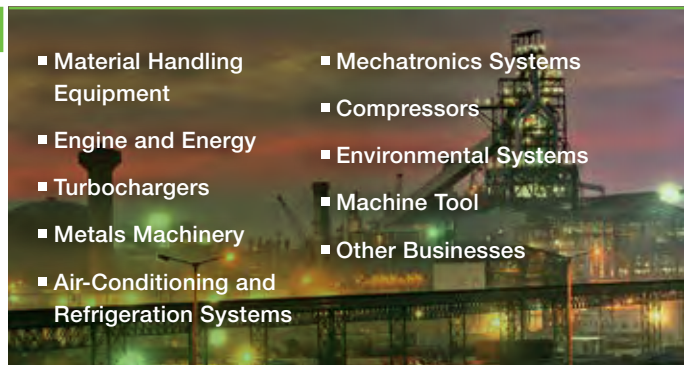 Material Handling
Equipment
Engine and Energy
Turbochargers
Metals Machinery
Air-Conditioning and
Refrigeration Systems
Mechatronics Systems
Compressors
Environmental Systems
Machine Tool
Other Businesses